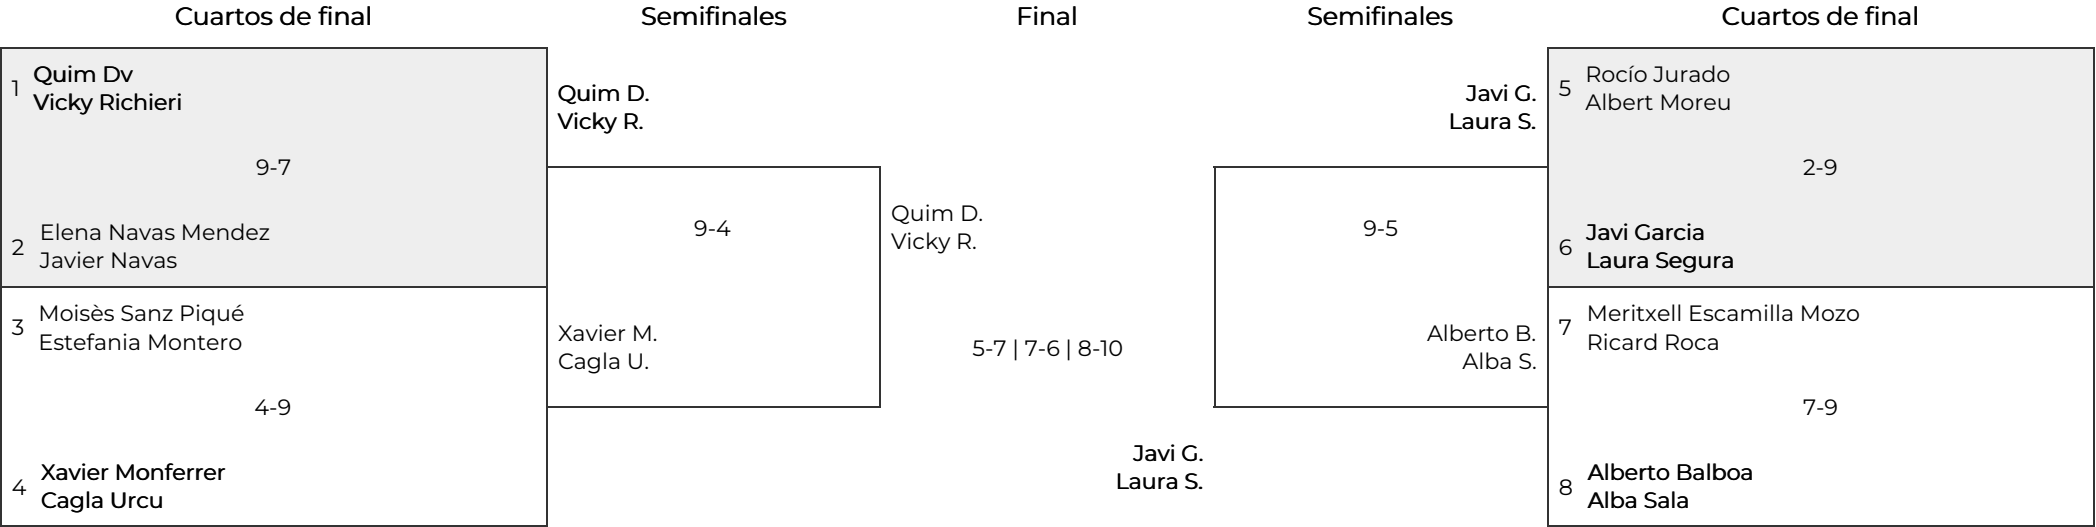 Cuartos de final
Semifinales
Final
Semifinales
Cuartos de final
1
Quim Dv
Vicky Richieri
9-7
2
Elena Navas Mendez
Javier Navas
3
Moisès Sanz Piqué
Estefania Montero
4-9
4
Xavier Monferrer
Cagla Urcu
Quim D.
Vicky R.
9-4
Xavier M.
Cagla U.
Quim D.
Vicky R.
5-7 | 7-6 | 8-10
Javi G.
Laura S.
Javi G.
Laura S.
9-5
Alberto B.
Alba S.
5
Rocío Jurado
Albert Moreu
2-9
6
Javi Garcia
Laura Segura
7
Meritxell Escamilla Mozo
Ricard Roca
7-9
8
Alberto Balboa
Alba Sala